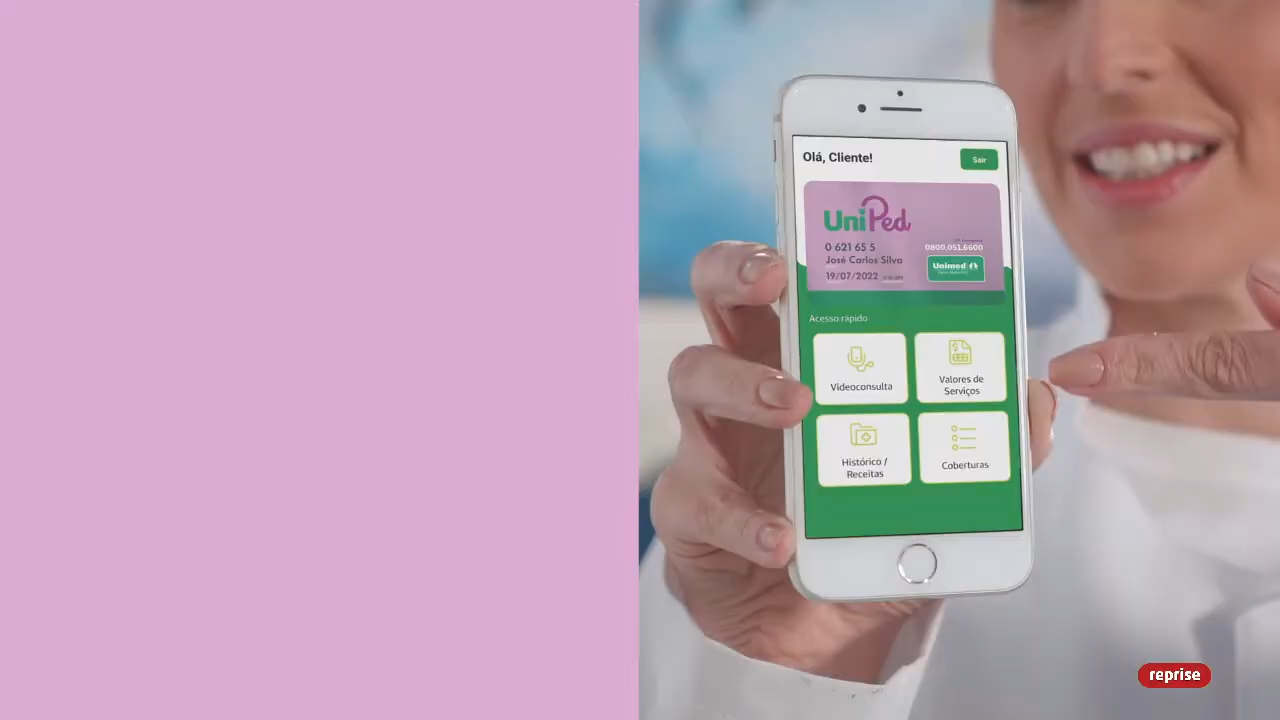 Olá, Cliente!
Sair
UniPed
0 621 65 5
José Carlos Silva
19/07/2022
0800.051.6600
Unimed
Acesso rápido
Videoconsulta
Valores de
Serviços
Histórico /
Receitas
Coberturas
reprise